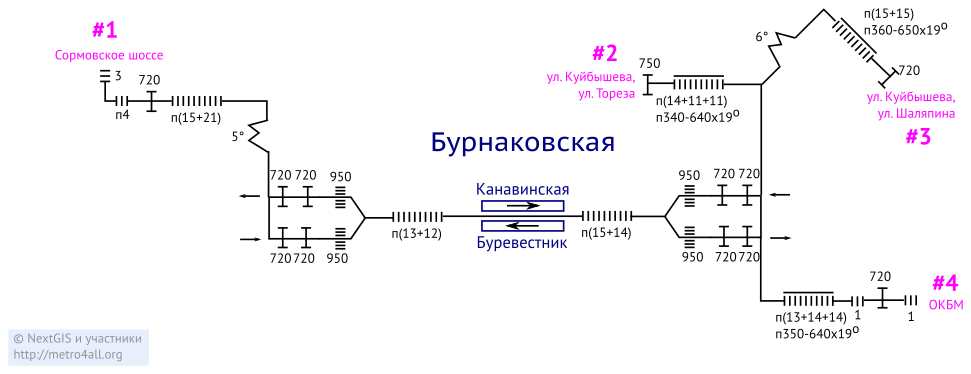 #1
Сормовское шоссе
3
720
п4
п(15+21)
5°
720 720
950
720 720
950
п(13+12)
Бурнаковская
Канавинская
Буревестник
п(15+14)
#2
ул. Куйбышева,
ул. Тореза
750
п(14+11+11)
п340-640x19º
6°
п(15+15)
п360-650x19º
720
ул. Куйбышева,
ул. Шаляпина
#3
950
720 720
950
720 720
п(13+14+14)
п350-640x19º
1
720
1
#4
ОКБМ
© NextGIS и участники
http://metro4all.org